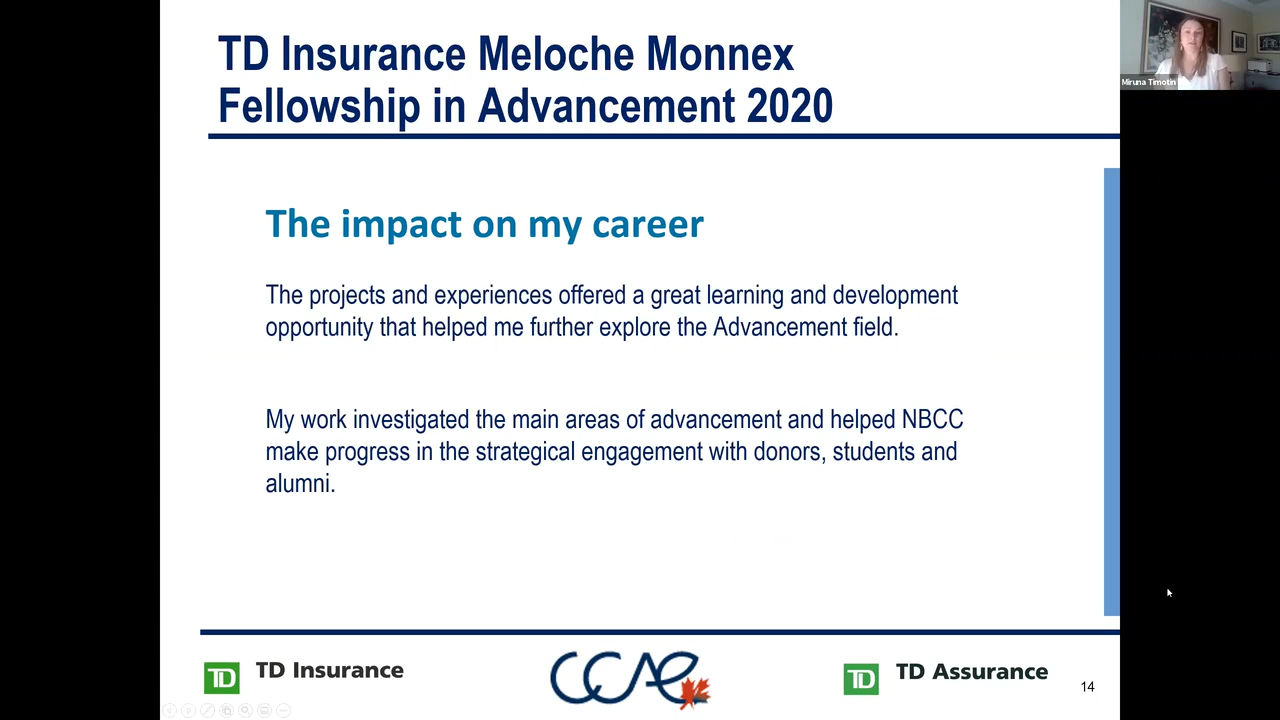 TD Insurance Meloche Monnex
Fellowship in Advancement 2020
Miruna Timotin
The impact on my career
The projects and experiences offered a great learning and development
opportunity that helped me further explore the Advancement field.
My work investigated the main areas of advancement and helped NBCC
make progress in the strategical engagement with donors, students and
alumni.
TD TD Insurance
CCAE
TD TD Assurance
14